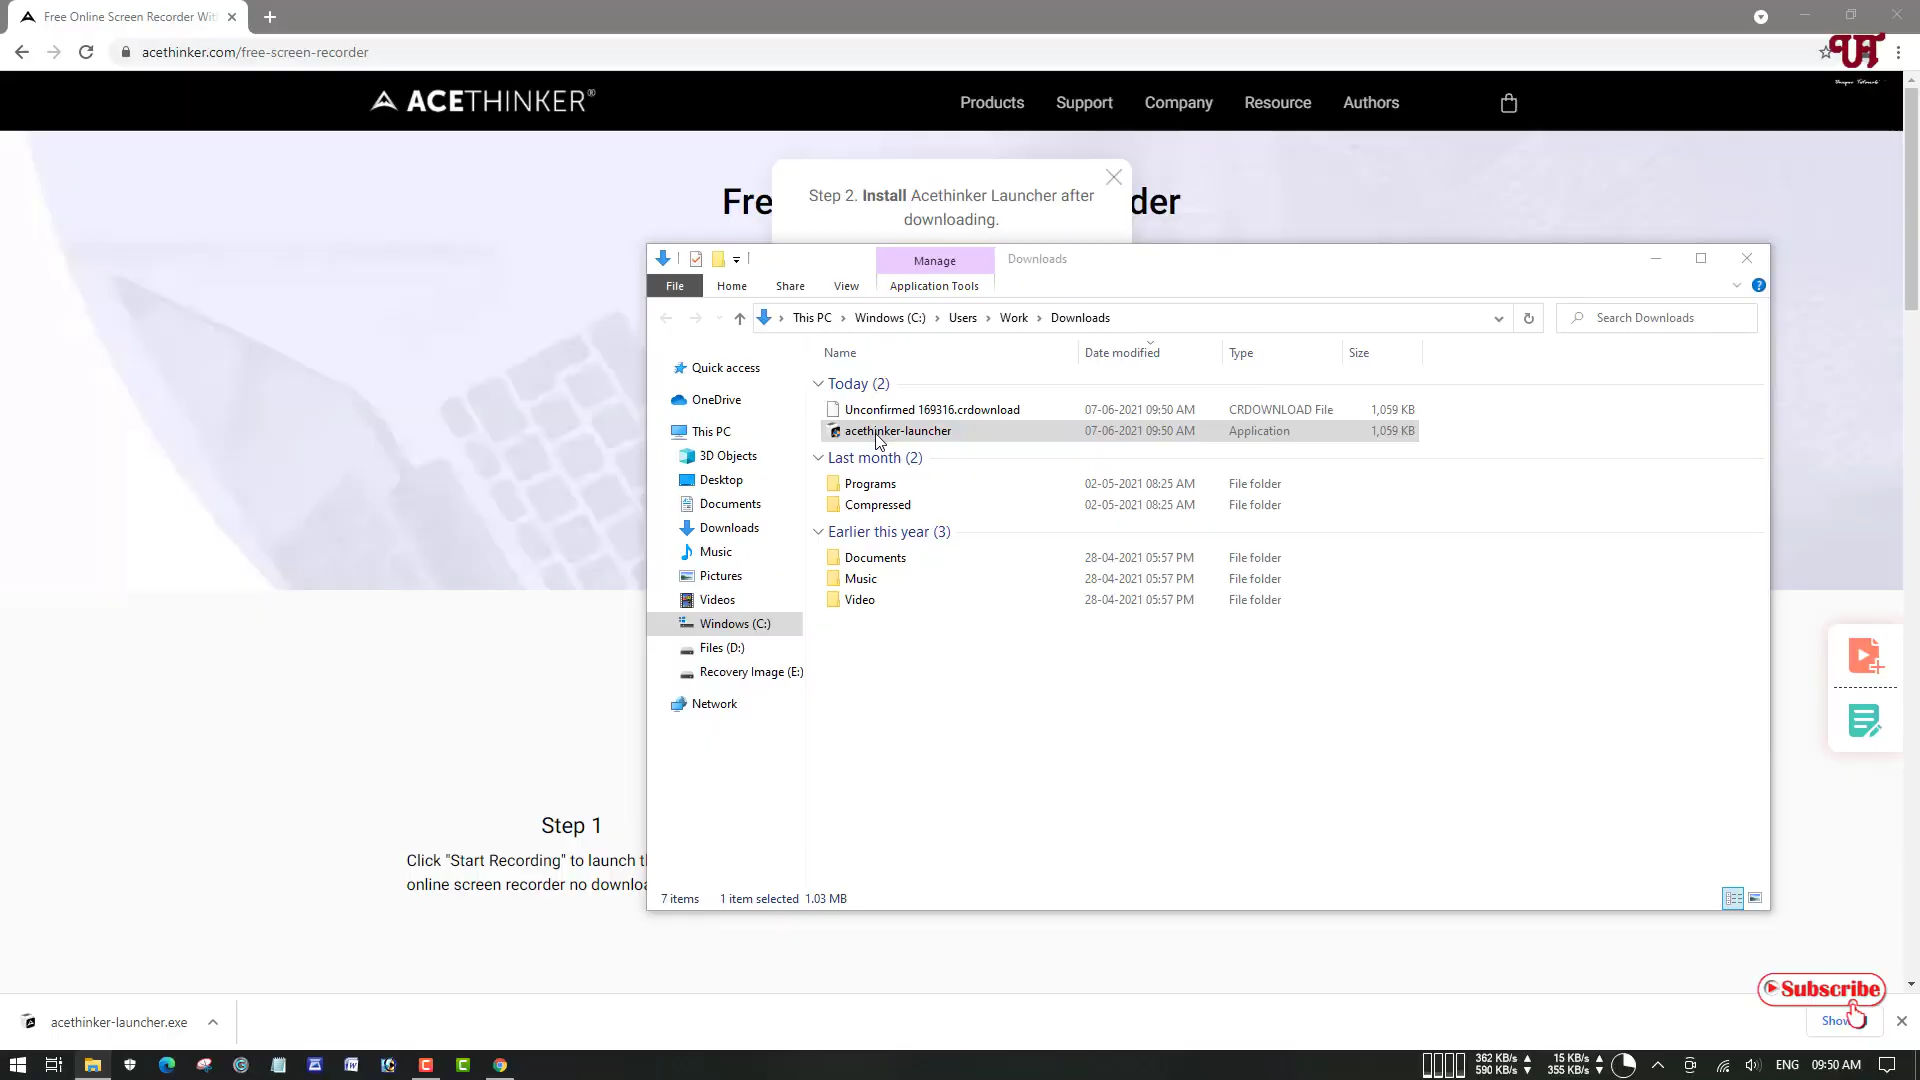 Free Online Screen Recorder Wit
acethinker.com/free-screen-recorder
UT
ACETHINKER®
Products
Support
Company
Resource
Authors
Fre
der
Step 2. Install Acethinker Launcher after
downloading.
Manage
Downloads
File
Home
Share
View
Application Tools
This PC
Windows (C:)
Users
Work
Downloads
Search Downloads
Name
Date modified
Type
Size
Quick access
OneDrive
This PC
3D Objects
Desktop
Documents
Downloads
Music
Pictures
Videos
Windows (C:)
Files (D:)
Recovery Image (E:)
Network
Today (2)
Unconfirmed 169316.crdownload 07-06-2021 09:50 AM CRDOWNLOAD File 1,059 KB
acethinker-launcher 07-06-2021 09:50 AM Application 1,059 KB
Last month (2)
Programs 02-05-2021 08:25 AM File folder
Compressed 02-05-2021 08:25 AM File folder
Earlier this year (3)
Documents 28-04-2021 05:57 PM File folder
Music 28-04-2021 05:57 PM File folder
Video 28-04-2021 05:57 PM File folder
7 items 1 item selected 1.03 MB
Step 1
Click "Start Recording" to launch t
online screen recorder no downloa
Subscribe
acethinker-launcher.exe
Show
362 KB/s
590 KB/s
15 KB/s
355 KB/s
ENG
09:50 AM